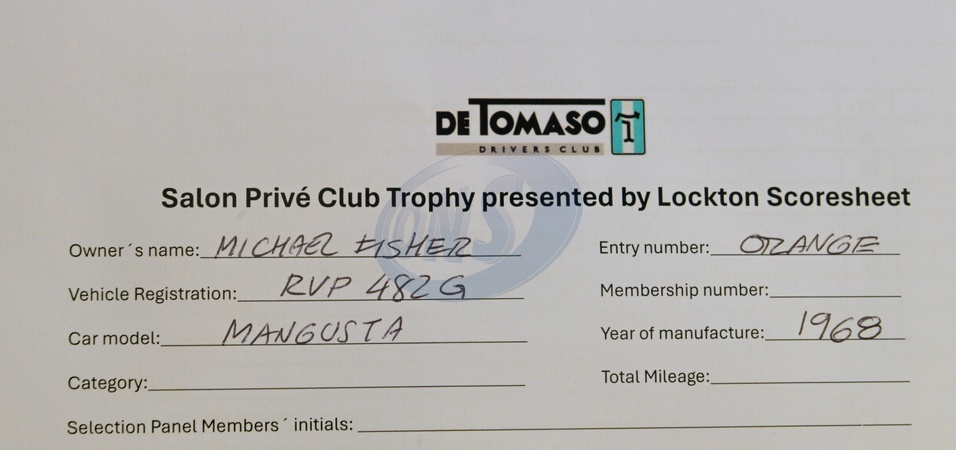 DE TOMASO
DRIVERS CLUB
Salon Privé Club Trophy presented by Lockton Scoresheet
Owner´s name: MICHAEL FISHER Entry number: ORANGE
Vehicle Registration: RVP 482 G Membership number:
Car model: MANGUSTA Year of manufacture: 1968
Category: Total Mileage:
Selection Panel Members´ initials: